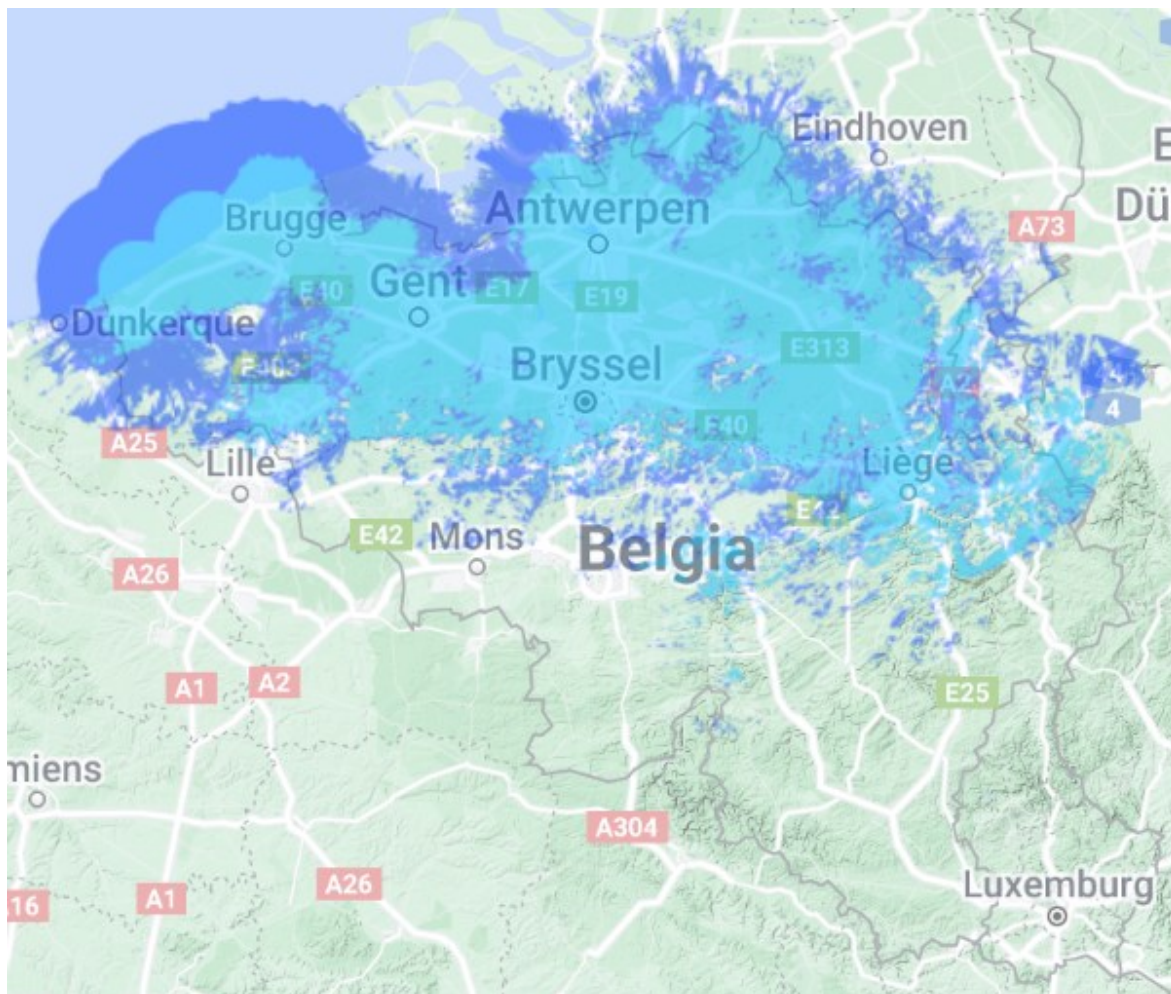 Eindhoven
E
Dü
Antwerpen
A73
Brugge
Gent
E40
E17
E19
Dunkerque
E313
Bryssel
A2
4
E40
A25
Lille
Liège
E42
Mons
Belgia
A26
A1
A2
E25
miens
A304
A26
A1
A16
Luxemburg